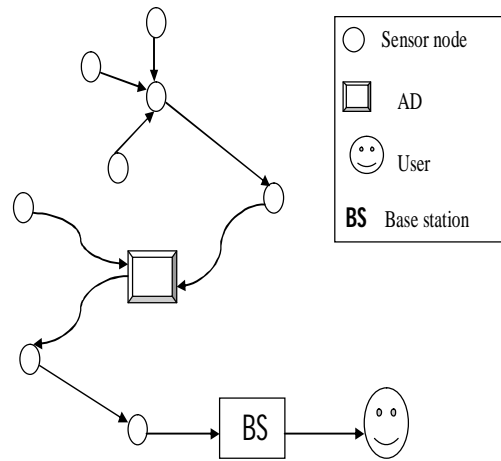 Sensor node
AD
User
BS Base station
BS